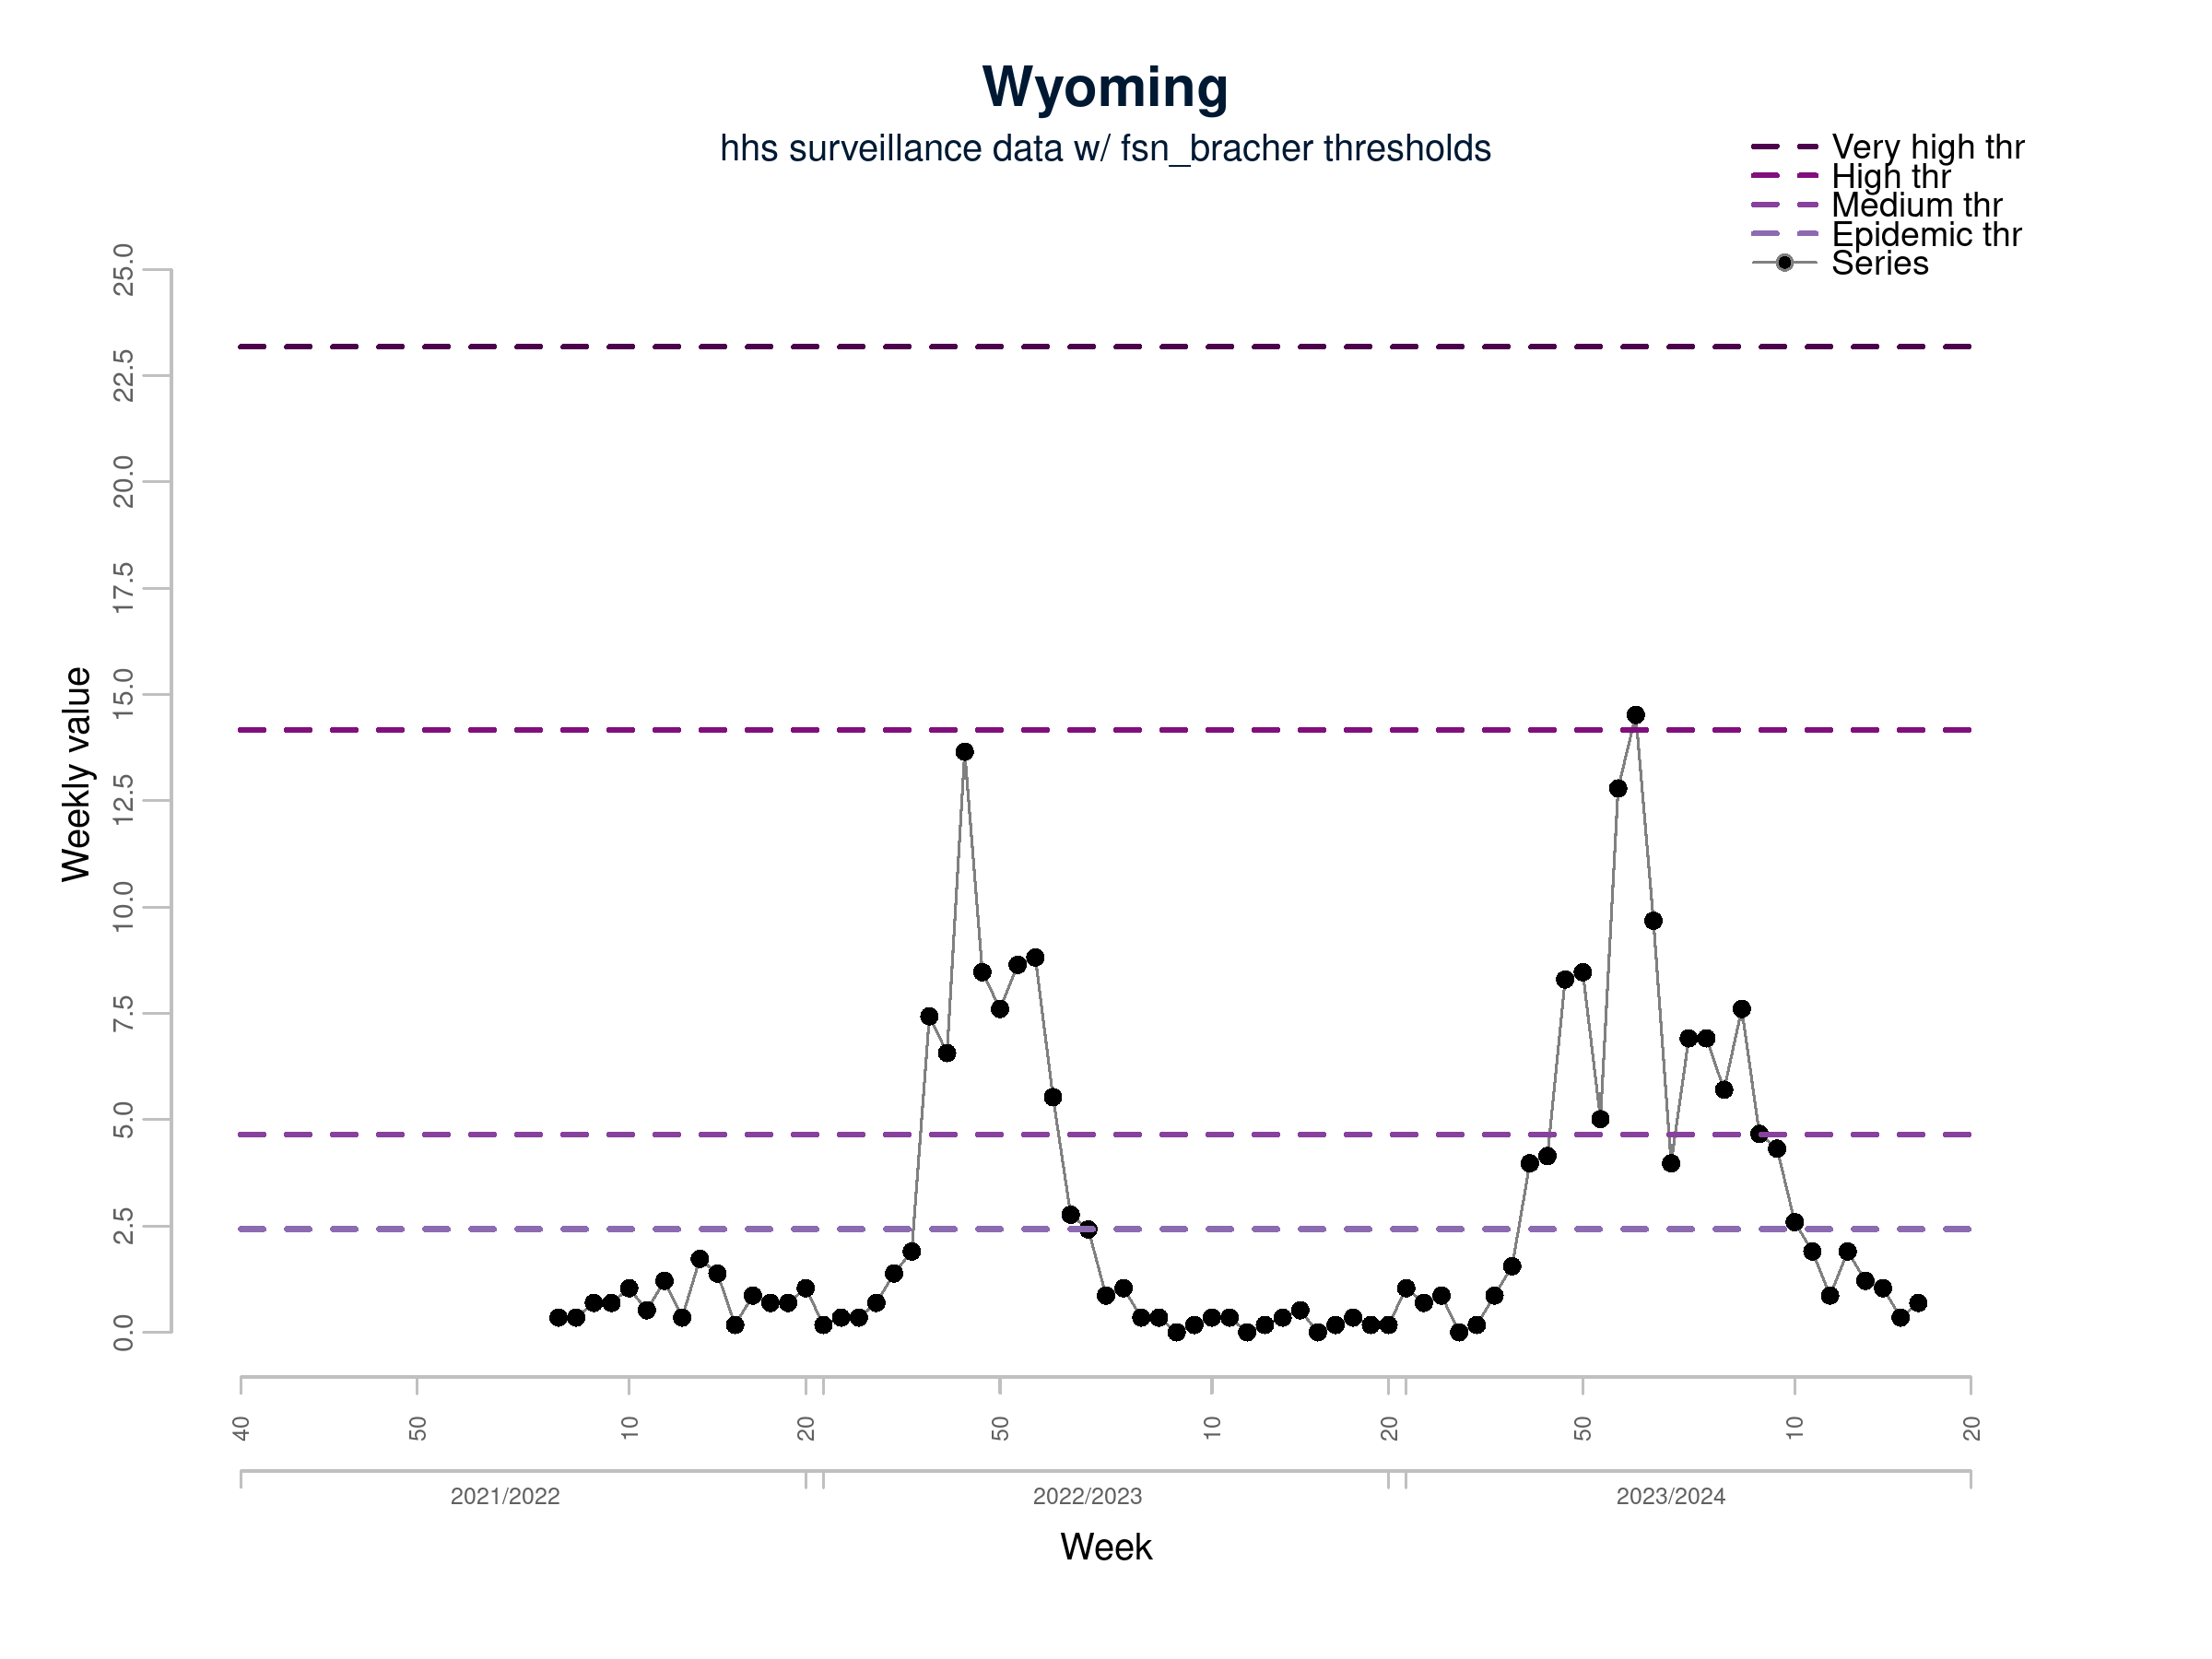 Wyoming
hhs surveillance data w/ fsn_bracher thresholds
Very high thr
High thr
Medium thr
Epidemic thr
Series
25.0
22.5
20.0
17.5
15.0
12.5
10.0
7.5
5.0
2.5
0.0
Weekly value
40 50 10 20 50 10 20 50 10 20
2021/2022 2022/2023 2023/2024
Week